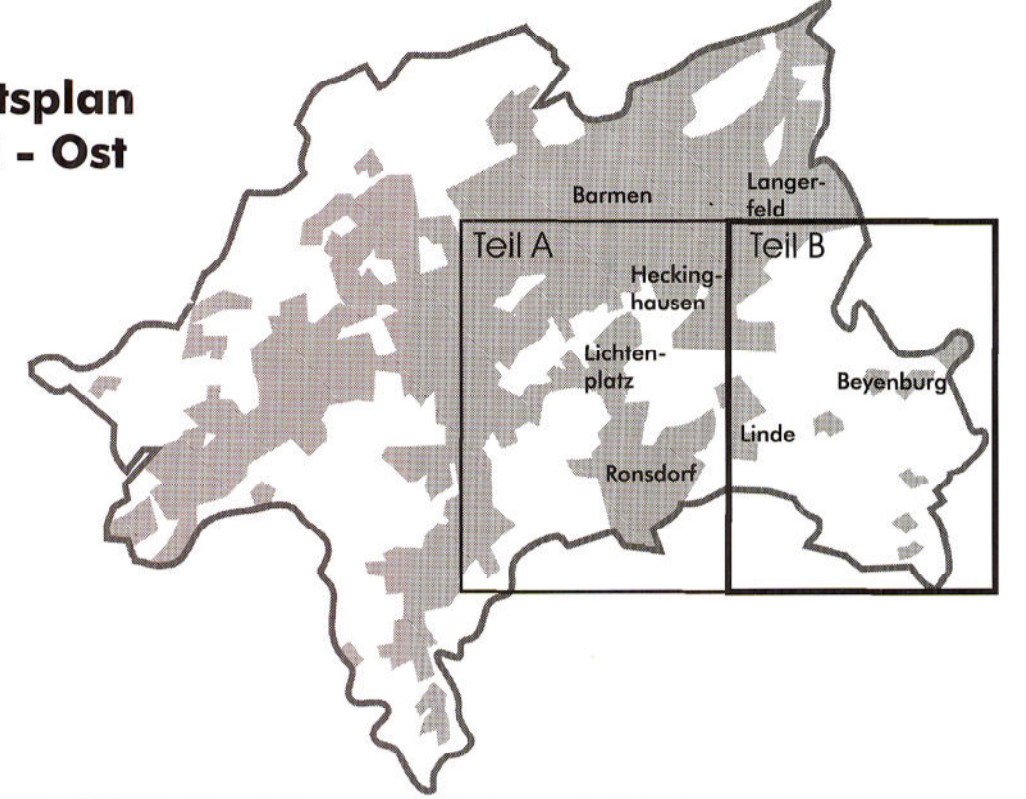 tsplan
- Ost
Barmen
Langer-
feld
Teil A
Teil B
Hecking-
hausen
Lichten-
platz
Beyenburg
Linde
Ronsdorf